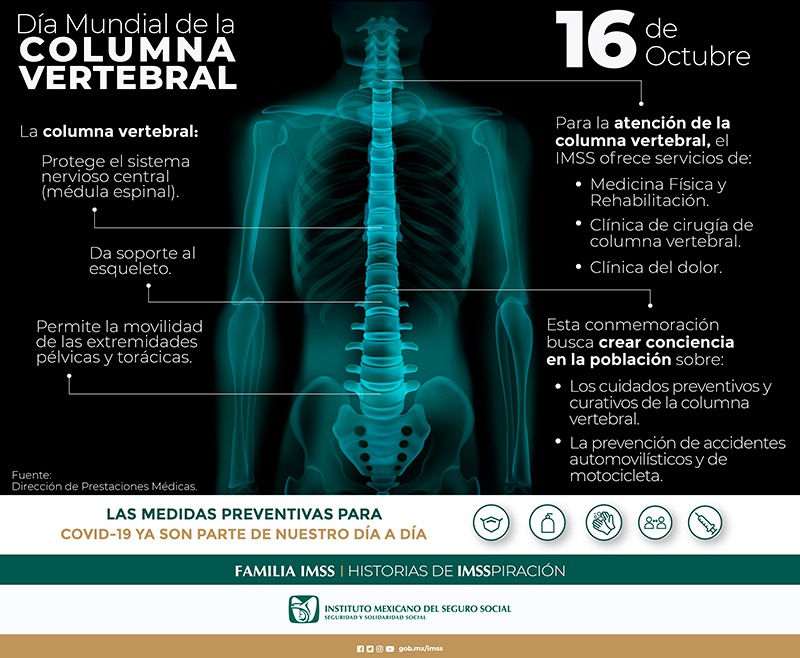 Día Mundial de la
COLUMNA
VERTEBRAL
16 de
Octubre
La columna vertebral:
Protege el sistema
nervioso central
(médula espinal).
Da soporte al
esqueleto.
Permite la movilidad
de las extremidades
pélvicas y torácicas.
Para la atención de la
columna vertebral, el
IMSS ofrece servicios de:
• Medicina Física y
Rehabilitación.
• Clínica de cirugía de
columna vertebral.
• Clínica del dolor.
Esta conmemoración
busca crear conciencia
en la población sobre:
• Los cuidados preventivos y
curativos de la columna
vertebral.
• La prevención de accidentes
automovilísticos y de
motocicleta.
Fuente:
Dirección de Prestaciones Médicas.
LAS MEDIDAS PREVENTIVAS PARA
COVID-19 YA SON PARTE DE NUESTRO DÍA A DÍA
FAMILIA IMSS | HISTORIAS DE IMSSPIRACIÓN
INSTITUTO MEXICANO DEL SEGURO SOCIAL
SEGURIDAD Y SOLIDARIDAD SOCIAL
gob.mx/imss